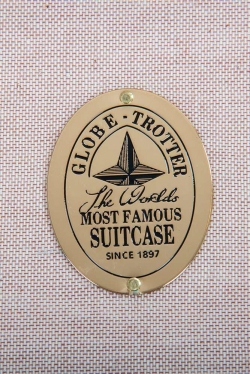 GLOBE-TROTTER
The Worlds
MOST FAMOUS
SUITCASE
SINCE 1897